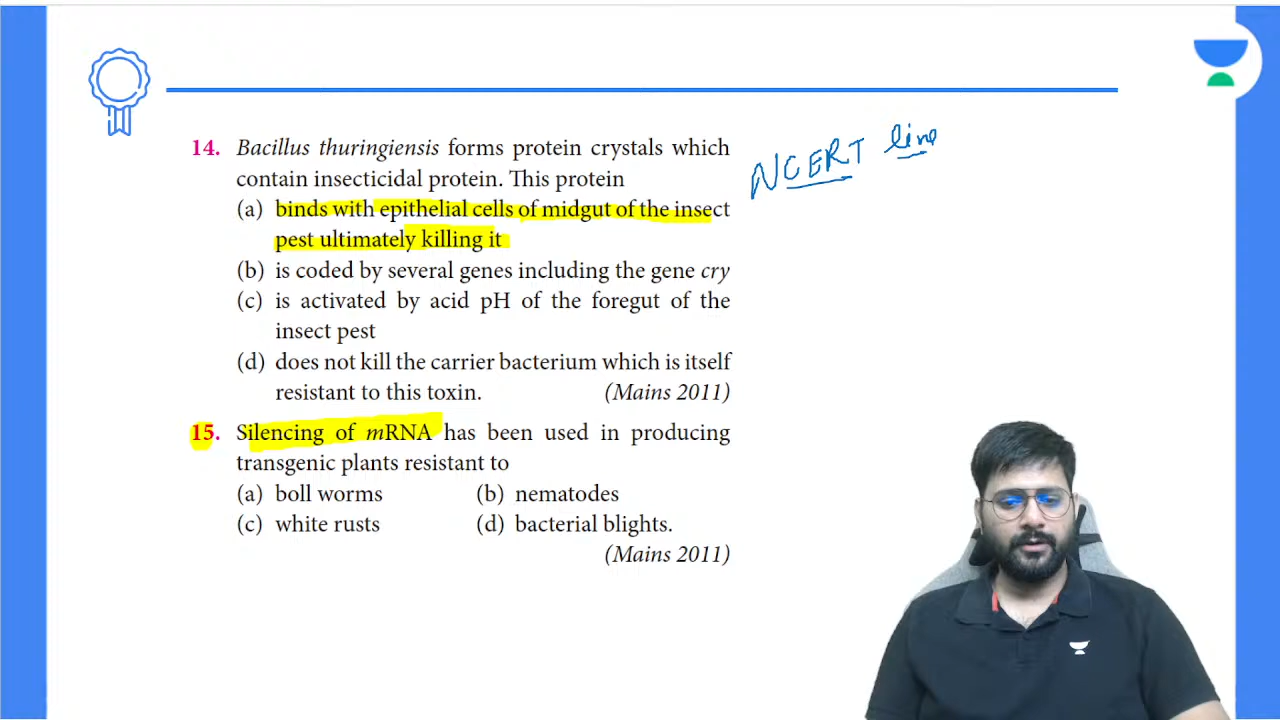 14. Bacillus thuringiensis forms protein crystals which
contain insecticidal protein. This protein
(a) binds with epithelial cells of midgut of the insect
pest ultimately killing it
(b) is coded by several genes including the gene cry
(c) is activated by acid pH of the foregut of the
insect pest
(d) does not kill the carrier bacterium which is itself
resistant to this toxin. (Mains 2011)
NCERT line
15. Silencing of mRNA has been used in producing
transgenic plants resistant to
(a) boll worms (b) nematodes
(c) white rusts (d) bacterial blights.
(Mains 2011)